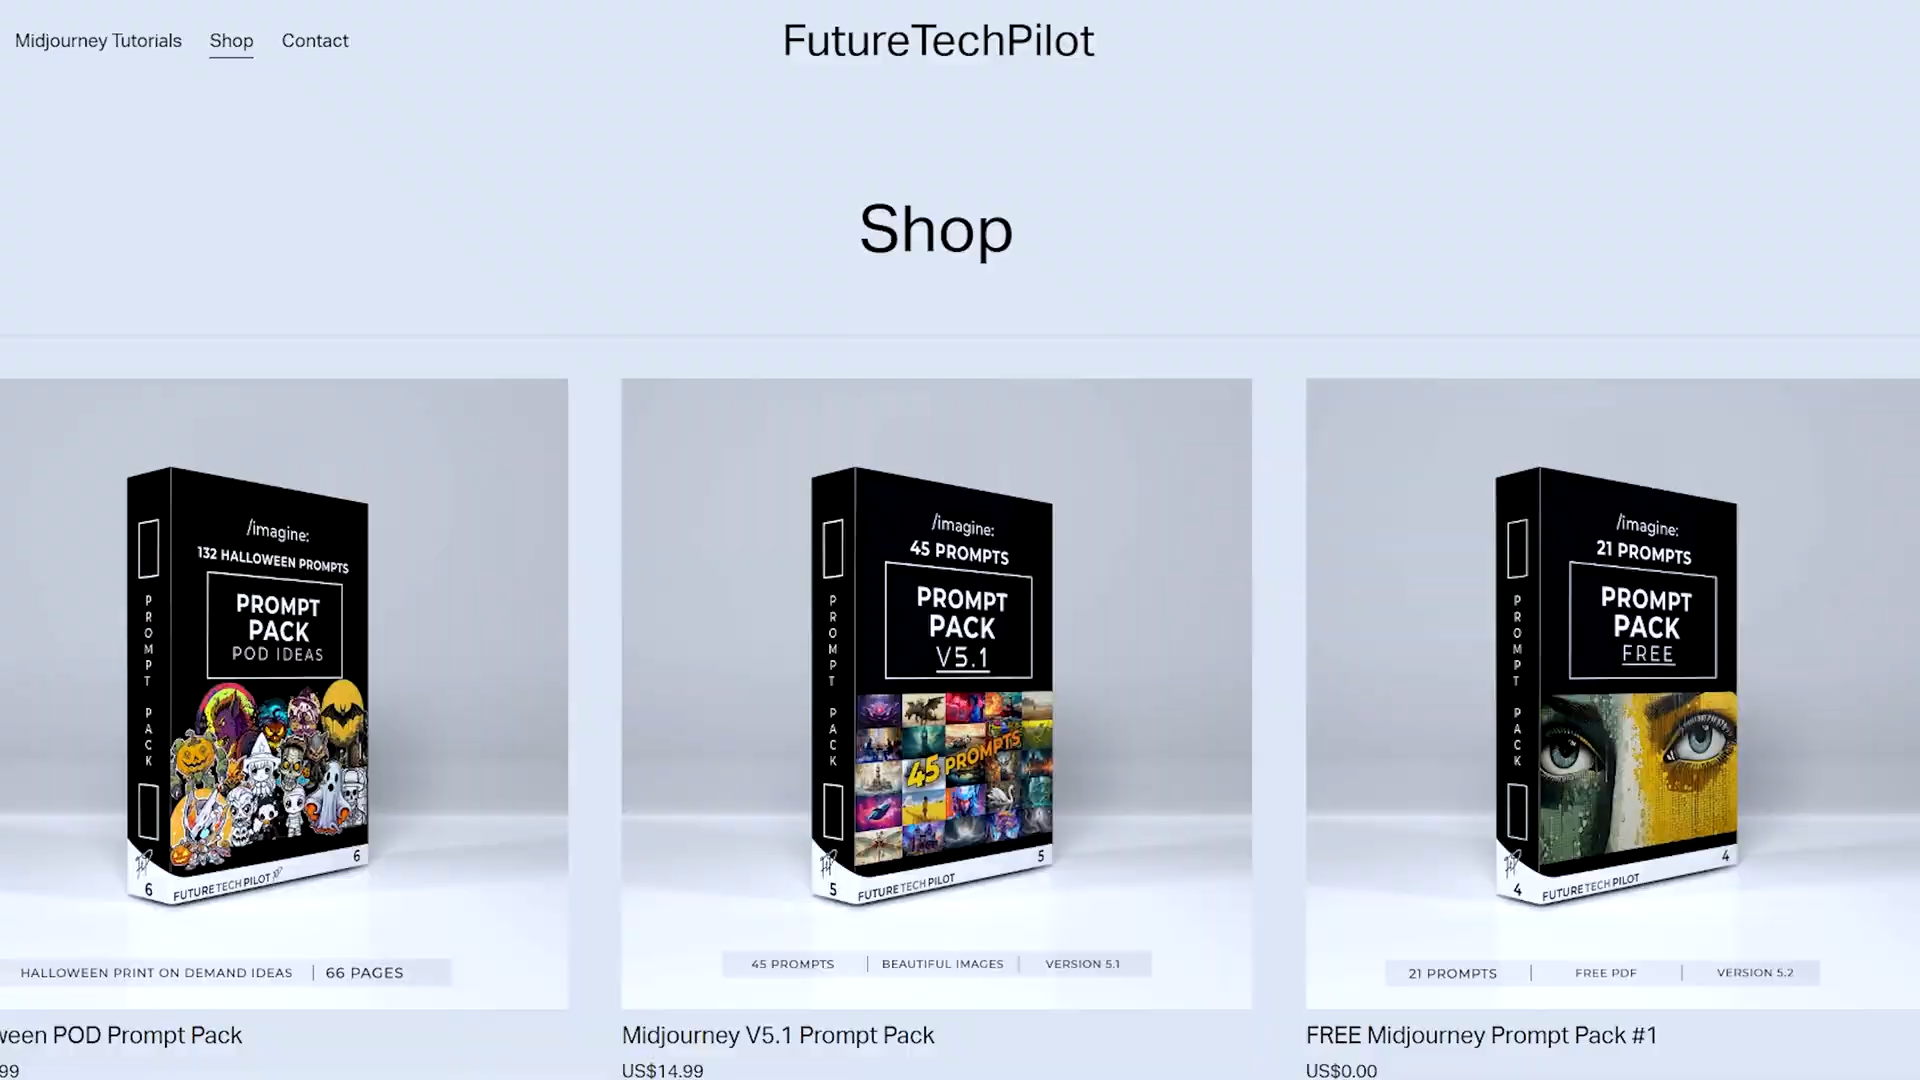 Midjourney Tutorials Shop Contact
FutureTechPilot
Shop
/imagine:
132 HALLOWEEN PROMPTS
PROMPT
PACK
POD IDEAS
PROMPT PACK
6
6
FUTURE TECH PILOT
HALLOWEEN PRINT ON DEMAND IDEAS | 66 PAGES
ween POD Prompt Pack
99
/imagine:
45 PROMPTS
PROMPT
PACK
V5.1
PROMPT PACK
45 PROMPTS
5
5
FUTURE TECH PILOT
45 PROMPTS | BEAUTIFUL IMAGES | VERSION 5.1
Midjourney V5.1 Prompt Pack
US$14.99
/imagine:
21 PROMPTS
PROMPT
PACK
FREE
PROMPT PACK
4
4
FUTURE TECH PILOT
21 PROMPTS | FREE PDF | VERSION 5.2
FREE Midjourney Prompt Pack #1
US$0.00